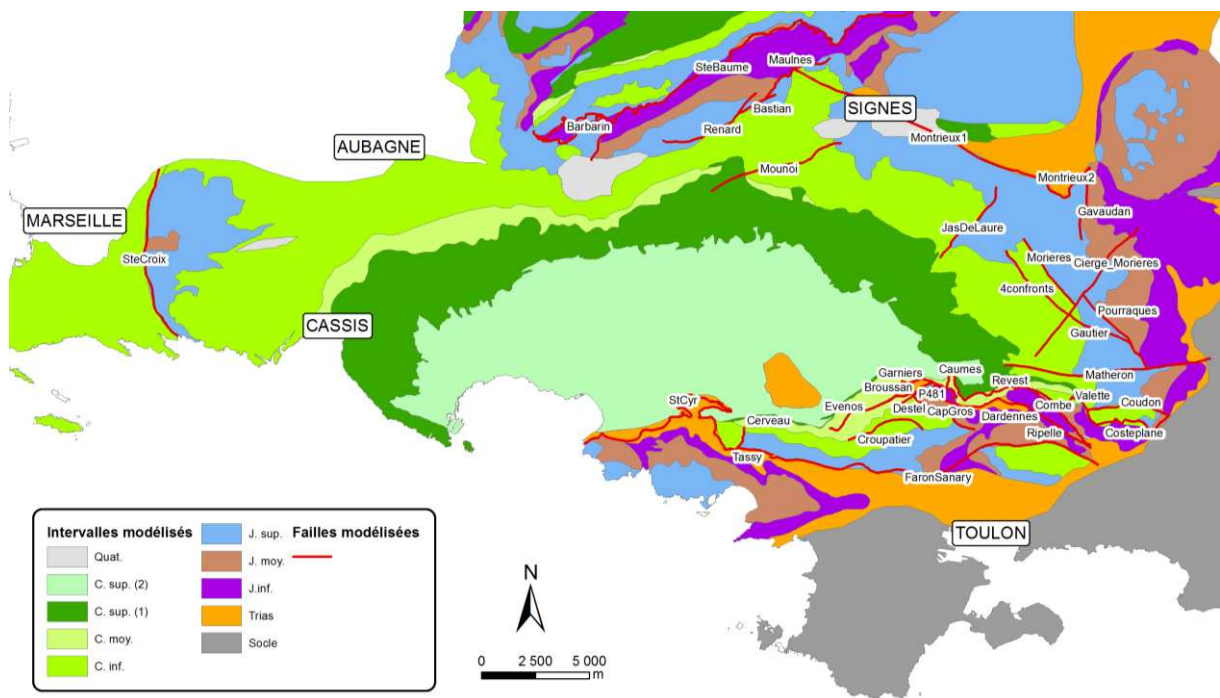 SteBaume
Maulnes
SIGNES
Bastian
Barbarin
Renard
Montrieux1
AUBAGNE
Mounoi
Montrieux2
Gavaudan
MARSEILLE
JasDeLaure
SteCroix
Morieres
Cierge_Morieres
4confronts
Pourraques
CASSIS
Gautier
Matheron
Garniers
Caumes
Broussan
Revest
P481
Valette
StCyr
Evenos
Destel
CapGros
Combe
Coudon
Cerveau
Dardennes
Croupatier
Ripelle
Costeplane
Tassy
FaronSanary
TOULON
Intervalles modélisés
Quat.
C. sup. (2)
C. sup. (1)
C. moy.
C. inf.
J. sup.
J. moy.
J.inf.
Trias
Socle
Failles modélisées
N
0 2 500 5 000
m